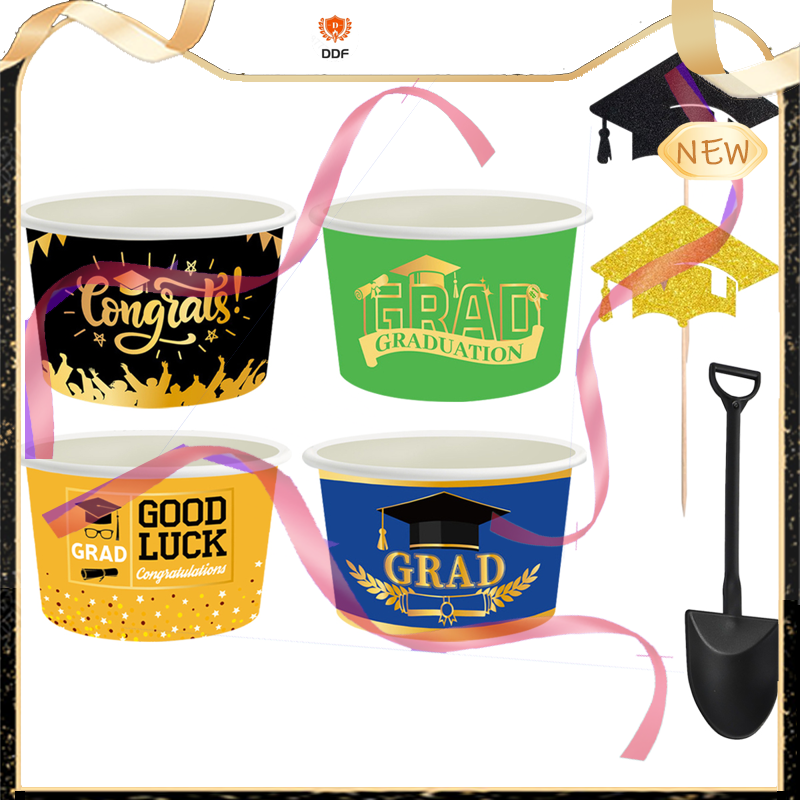 D
DDF
NEW
Congrats!
GRAD
GRADUATION
GOOD
LUCK
GRAD
Congratulations
GRAD